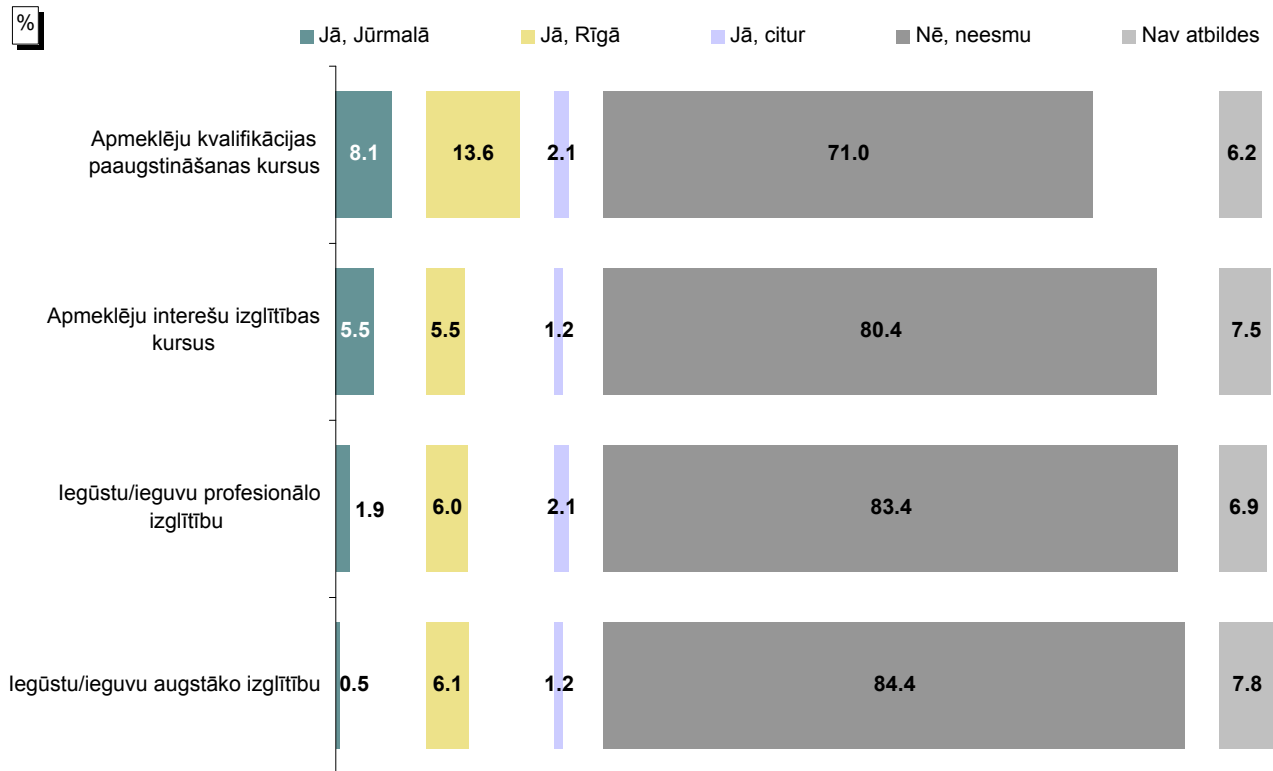 %
Jā, Jūrmalā Jā, Rīgā Jā, citur Nē, neesmu Nav atbildes
Apmeklēju kvalifikācijas
paaugstināšanas kursus
8.1 13.6 2.1 71.0 6.2
Apmeklēju interešu izglītības
kursus
5.5 5.5 1.2 80.4 7.5
Iegūstu/ieguvu profesionālo
izglītību
1.9 6.0 2.1 83.4 6.9
Iegūstu/ieguvu augstāko izglītību
0.5 6.1 1.2 84.4 7.8